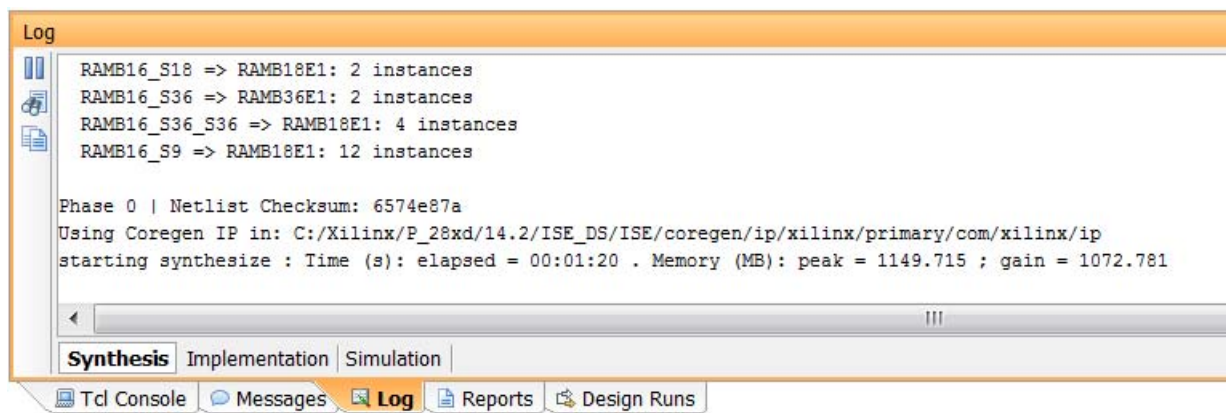 Log
RAMB16_S18 => RAMB18E1: 2 instances
RAMB16_S36 => RAMB36E1: 2 instances
RAMB16_S36_S36 => RAMB18E1: 4 instances
RAMB16_S9 => RAMB18E1: 12 instances
Phase 0 | Netlist Checksum: 6574e87a
Using Coregen IP in: C:/Xilinx/P_28xd/14.2/ISE_DS/ISE/coregen/ip/xilinx/primary/com/xilinx/ip
starting synthesize : Time (s): elapsed = 00:01:20 . Memory (MB): peak = 1149.715 ; gain = 1072.781
Synthesis Implementation Simulation
Tcl Console Messages Log Reports Design Runs